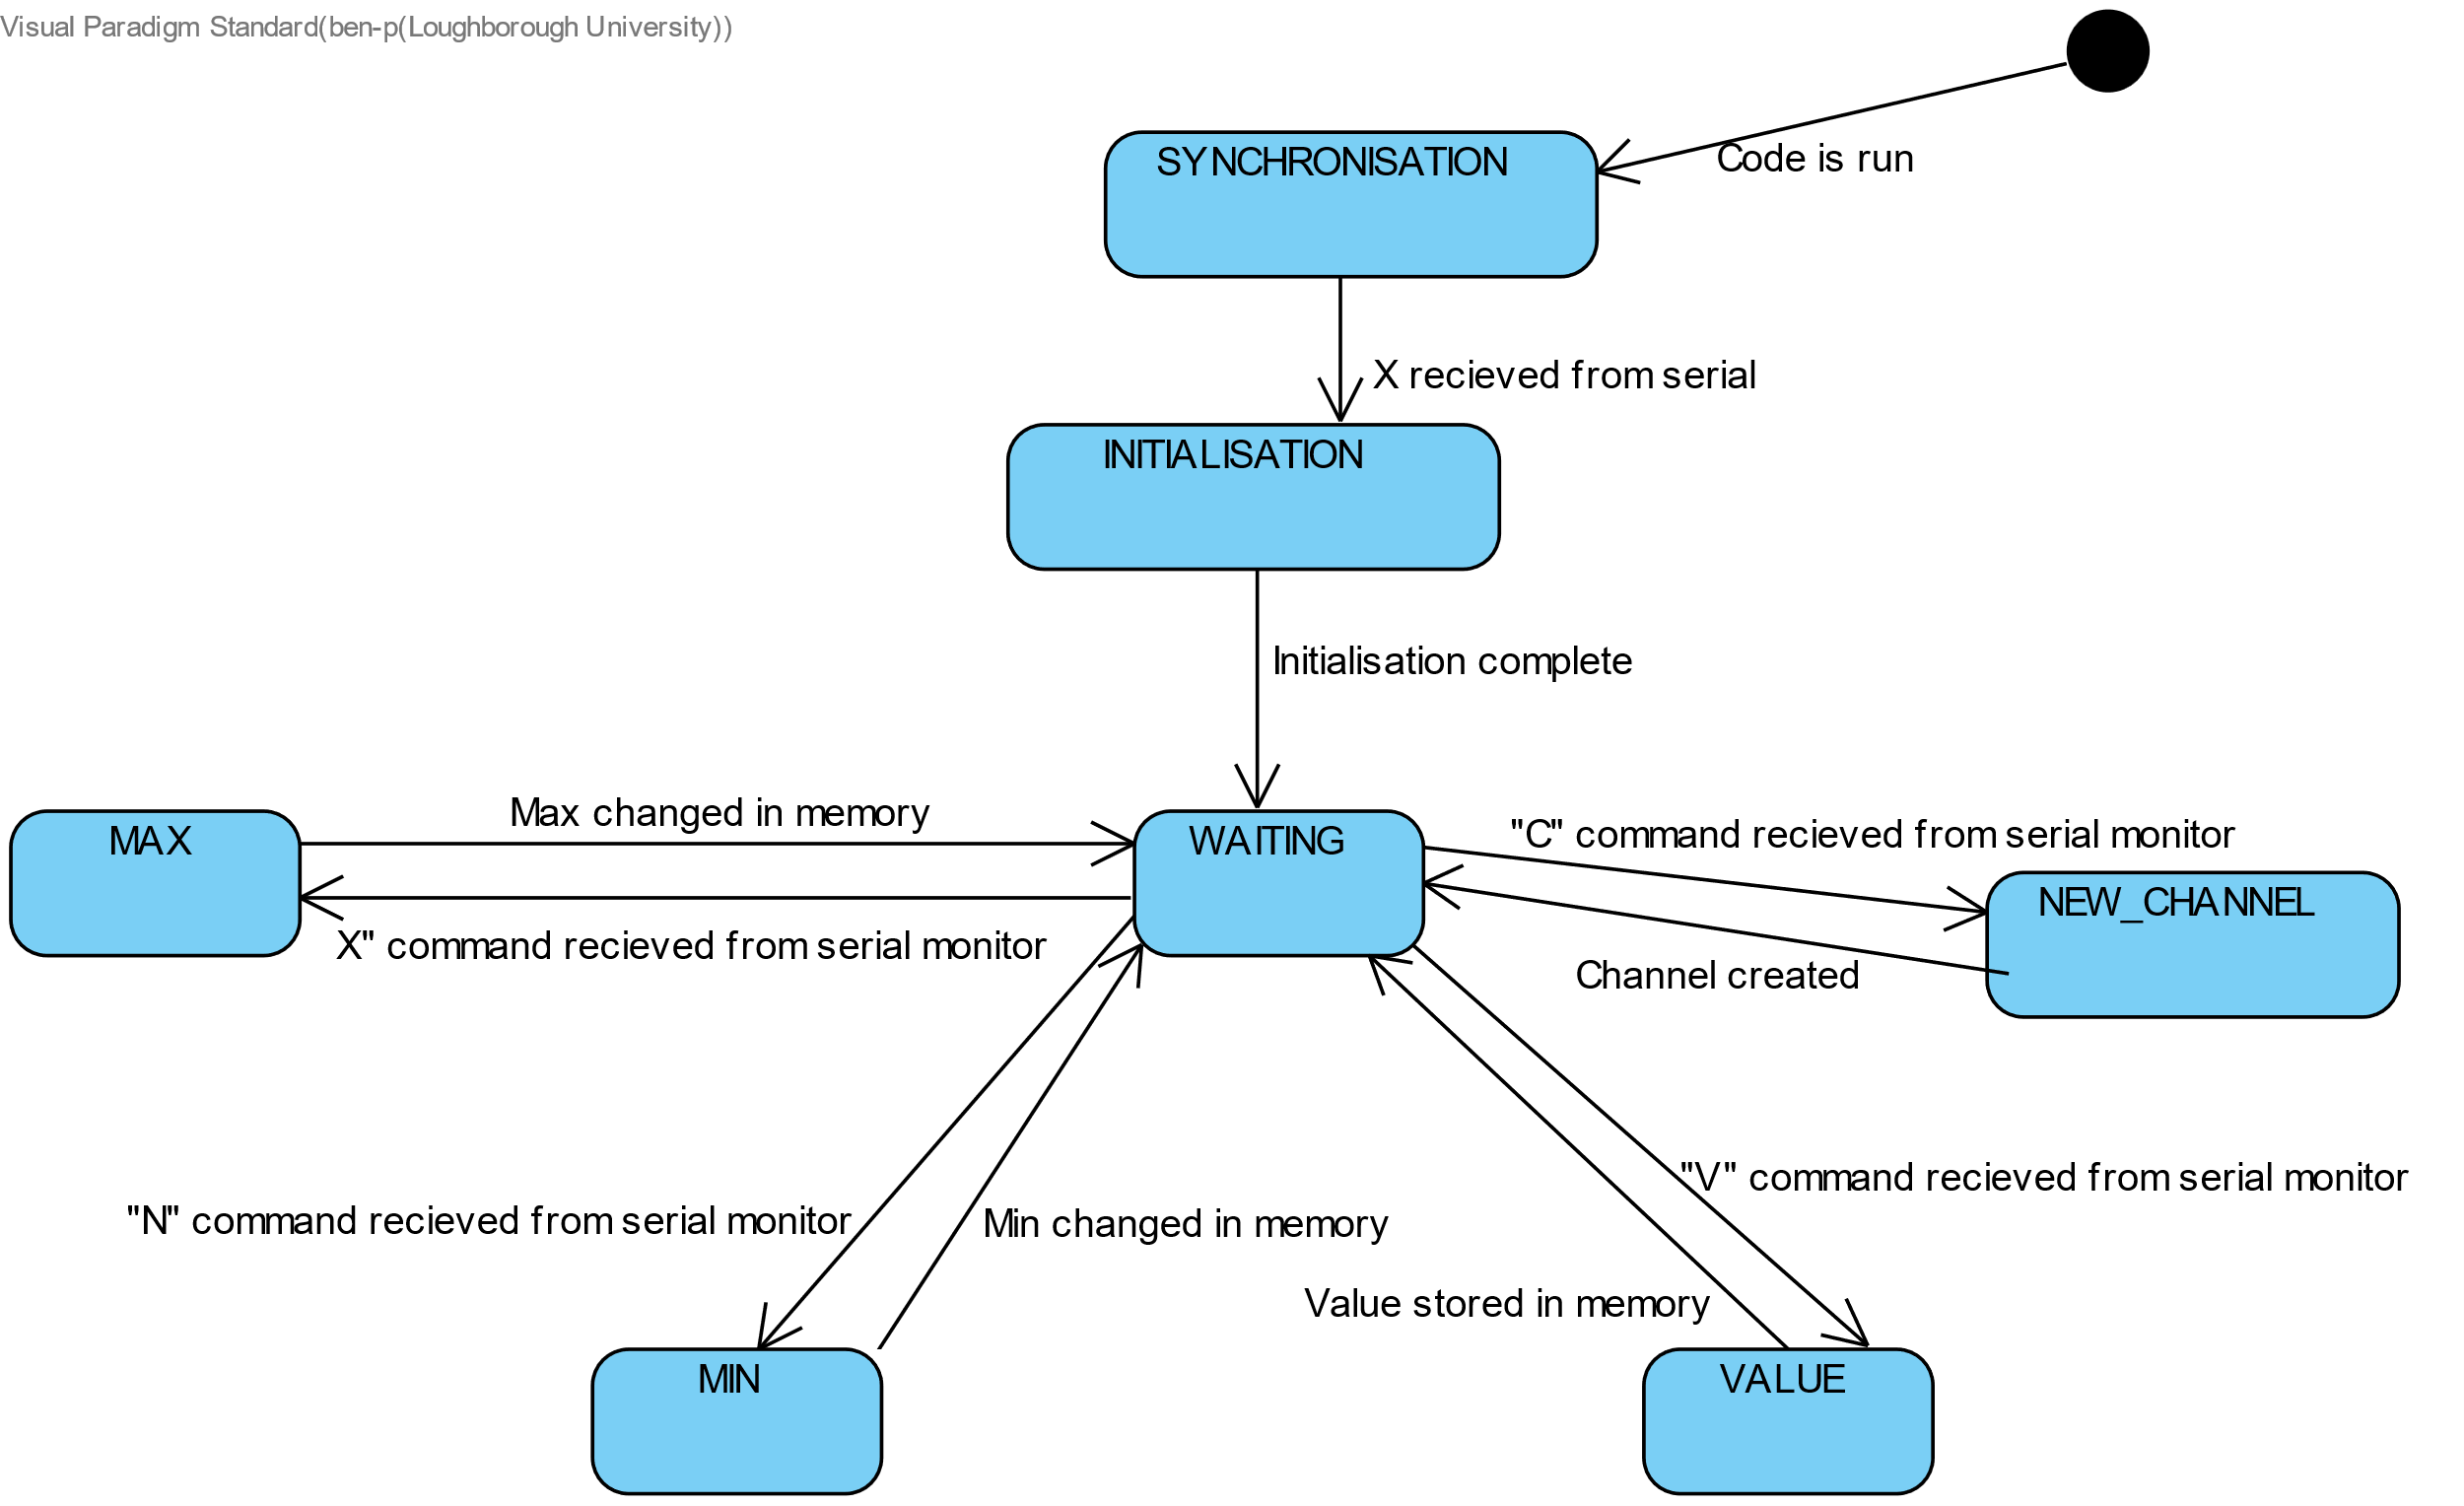 Visual Paradigm Standard(ben-p(Loughborough University))
SYNCHRONISATION
Code is run
X recieved from serial
INITIALISATION
Initialisation complete
Max changed in memory
MAX
WAITING
"C" command recieved from serial monitor
NEW_CHANNEL
X" command recieved from serial monitor
Channel created
"V" command recieved from serial monitor
"N" command recieved from serial monitor
Min changed in memory
Value stored in memory
MIN
VALUE